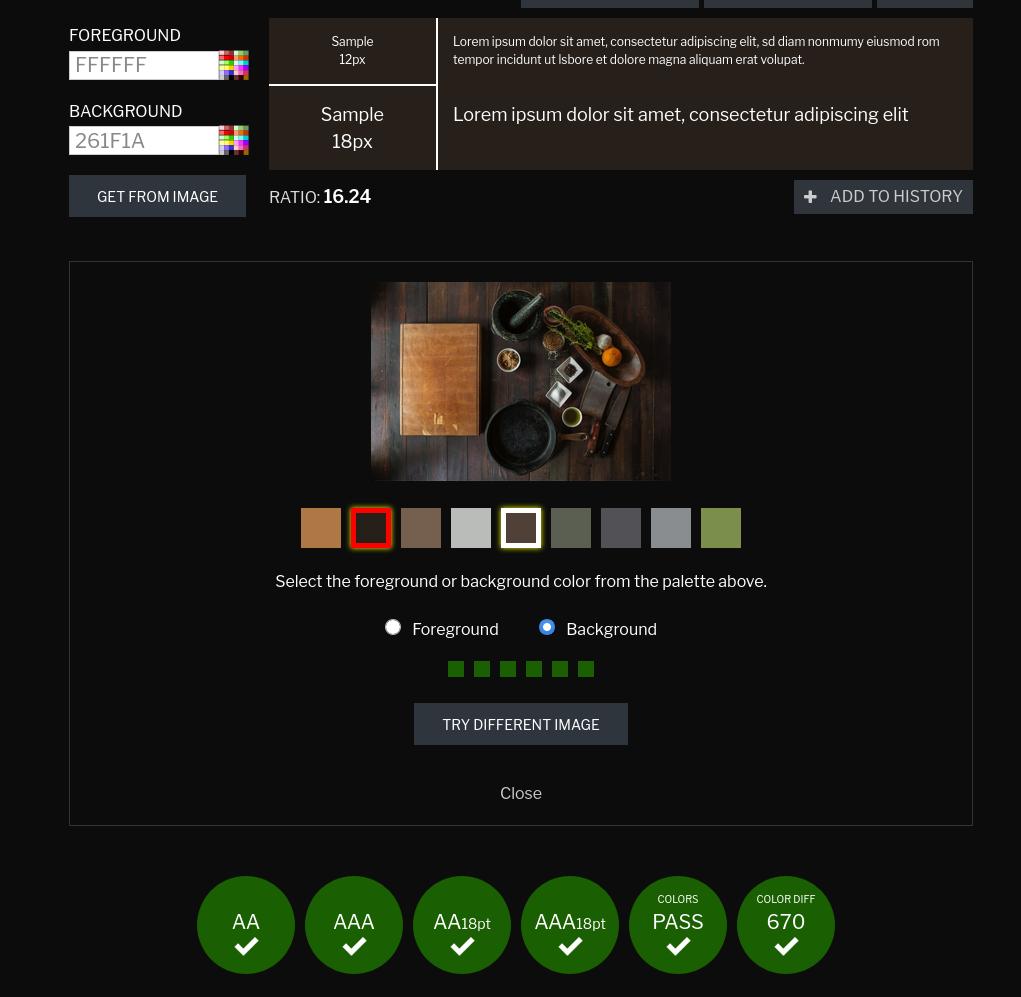 FOREGROUND
FFFFFF
BACKGROUND
261F1A
GET FROM IMAGE
Sample
12px
Lorem ipsum dolor sit amet, consectetur adipiscing elit, sd diam nonmumy eiusmod rom
tempor incidunt ut lsbore et dolore magna aliquam erat volupat.
Sample
18px
Lorem ipsum dolor sit amet, consectetur adipiscing elit
RATIO: 16.24
ADD TO HISTORY
Select the foreground or background color from the palette above.
Foreground
Background
TRY DIFFERENT IMAGE
Close
AA
AAA
AA18pt
AAA18pt
COLORS
PASS
COLOR DIFF
670